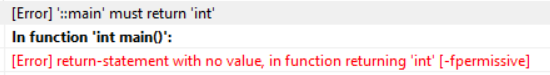 [Error] '::main' must return 'int'
In function 'int main()':
[Error] return-statement with no value, in function returning 'int' [-fpermissive]